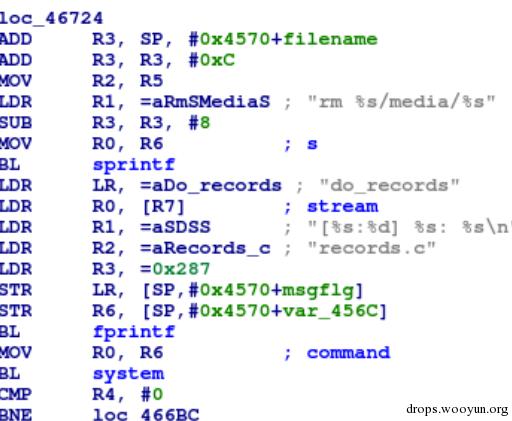 loc_46724
ADD R3, SP, #0x4570+filename
ADD R3, R3, #0xC
MOV R2, R5
LDR R1, =aRmSMediaS ; "rm %s/media/%s"
SUB R3, R3, #8
MOV R0, R6 ; s
BL sprintf
LDR LR, =aDo_records ; "do_records"
LDR R0, [R7] ; stream
LDR R1, =aSDSS ; "[%s:%d] %s: %s\n"
LDR R2, =aRecords_c ; "records.c"
LDR R3, =0x287
STR LR, [SP,#0x4570+msgflg]
STR R6, [SP,#0x4570+var_456C]
BL fprintf
MOV R0, R6 ; command
BL system
CMP R4, #0
BNE loc_466BC
drops.wooyun.org